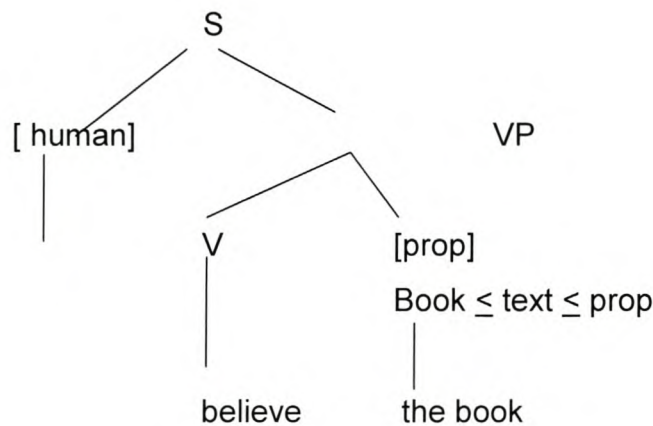 S
[ human] VP
V [prop]
Book ≤ text ≤ prop
believe the book